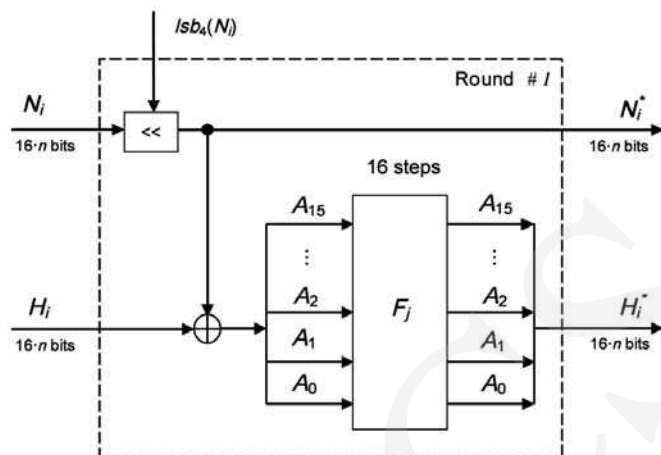 lsb₄(Nᵢ)
Round # 1
Nᵢ
<<
Nᵢ*
16·n bits
16·n bits
16 steps
A₁₅
A₁₅
⋮
⋮
A₂
Fⱼ
A₂
Hᵢ
Hᵢ*
A₁
A₁
16·n bits
16·n bits
A₀
A₀